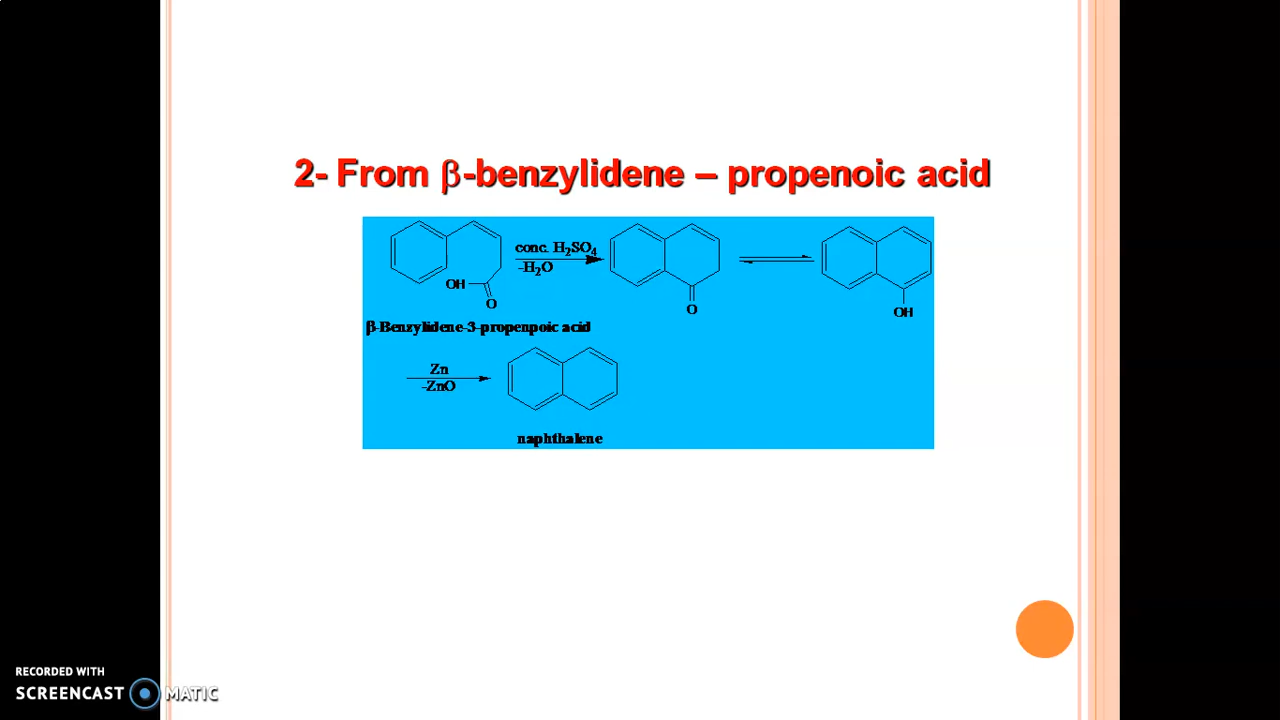 2- From β-benzylidene – propenoic acid
conc. H₂SO₄
-H₂O
OH
O
O
OH
β-Benzylidene-3-propenpoic acid
Zn
-ZnO
naphthalene
RECORDED WITH
SCREENCAST MATIC